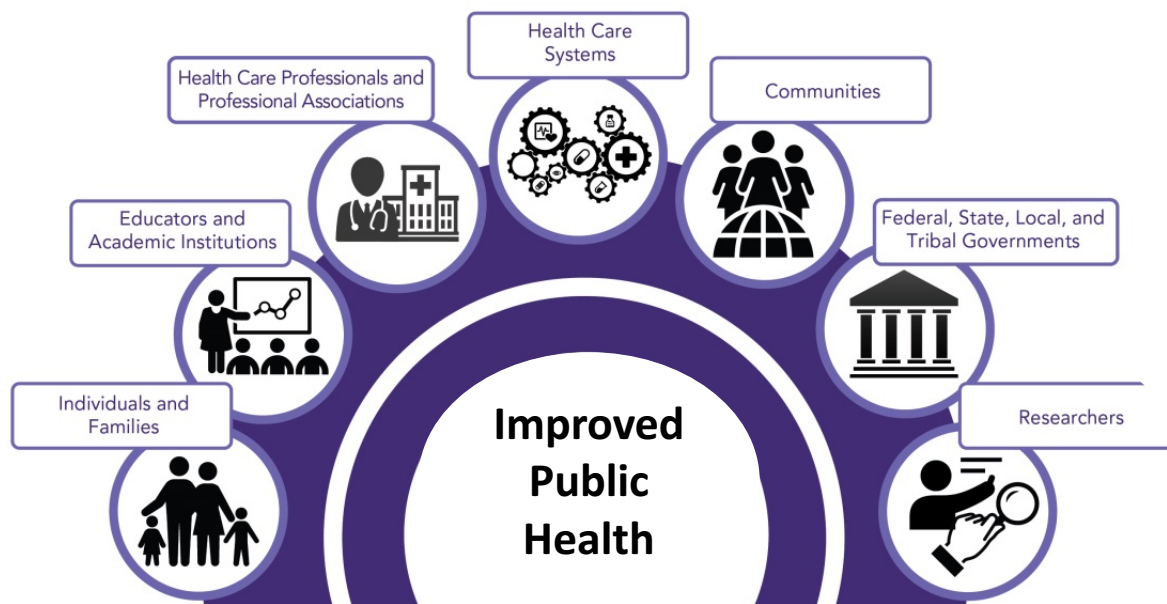 Health Care
Systems
Health Care Professionals and
Professional Associations
Communities
Educators and
Academic Institutions
Federal, State, Local, and
Tribal Governments
Individuals and
Families
Researchers
Improved
Public
Health